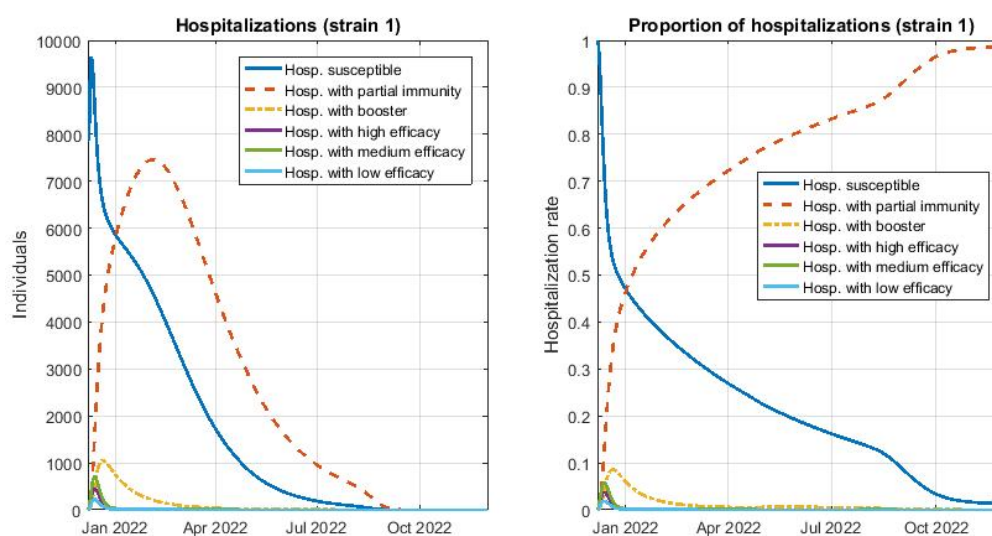 Hospitalizations (strain 1)
Individuals
10000
9000
8000
7000
6000
5000
4000
3000
2000
1000
0
Jan 2022
Apr 2022
Jul 2022
Oct 2022
Hosp. susceptible
Hosp. with partial immunity
Hosp. with booster
Hosp. with high efficacy
Hosp. with medium efficacy
Hosp. with low efficacy
Proportion of hospitalizations (strain 1)
Hospitalization rate
1
0.9
0.8
0.7
0.6
0.5
0.4
0.3
0.2
0.1
0
Jan 2022
Apr 2022
Jul 2022
Oct 2022
Hosp. susceptible
Hosp. with partial immunity
Hosp. with booster
Hosp. with high efficacy
Hosp. with medium efficacy
Hosp. with low efficacy